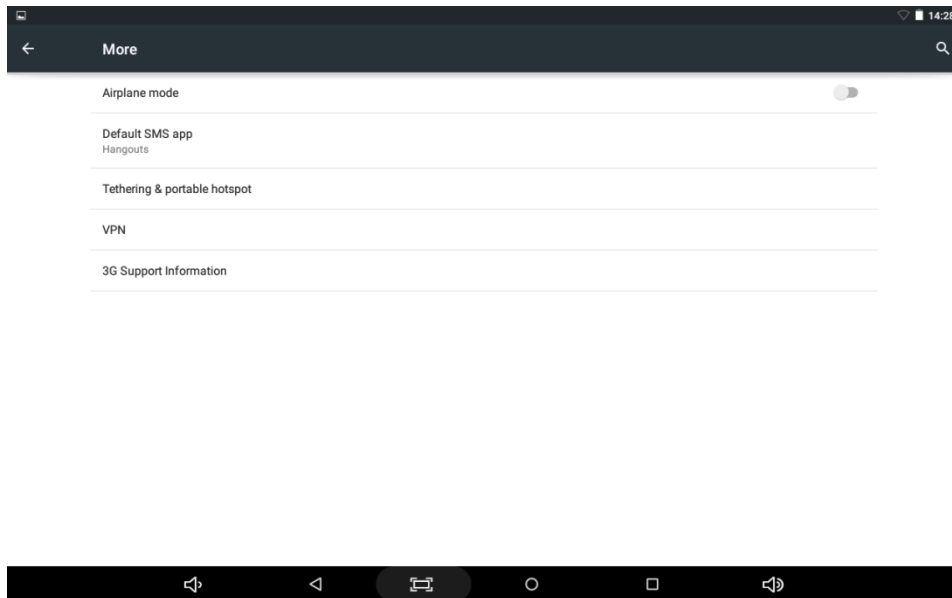 14:28
More
Airplane mode
Default SMS app
Hangouts
Tethering & portable hotspot
VPN
3G Support Information